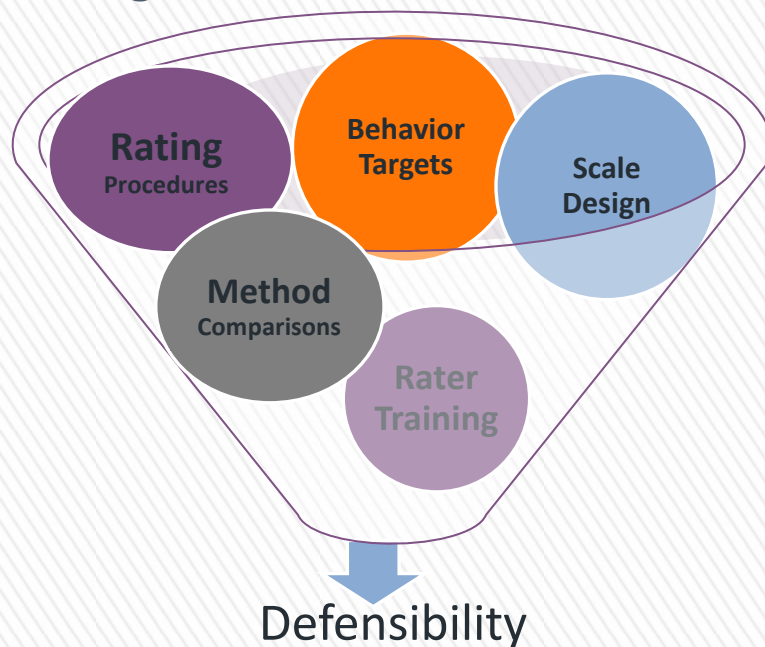 Rating
Procedures
Behavior
Targets
Scale
Design
Method
Comparisons
Rater
Training
Defensibility